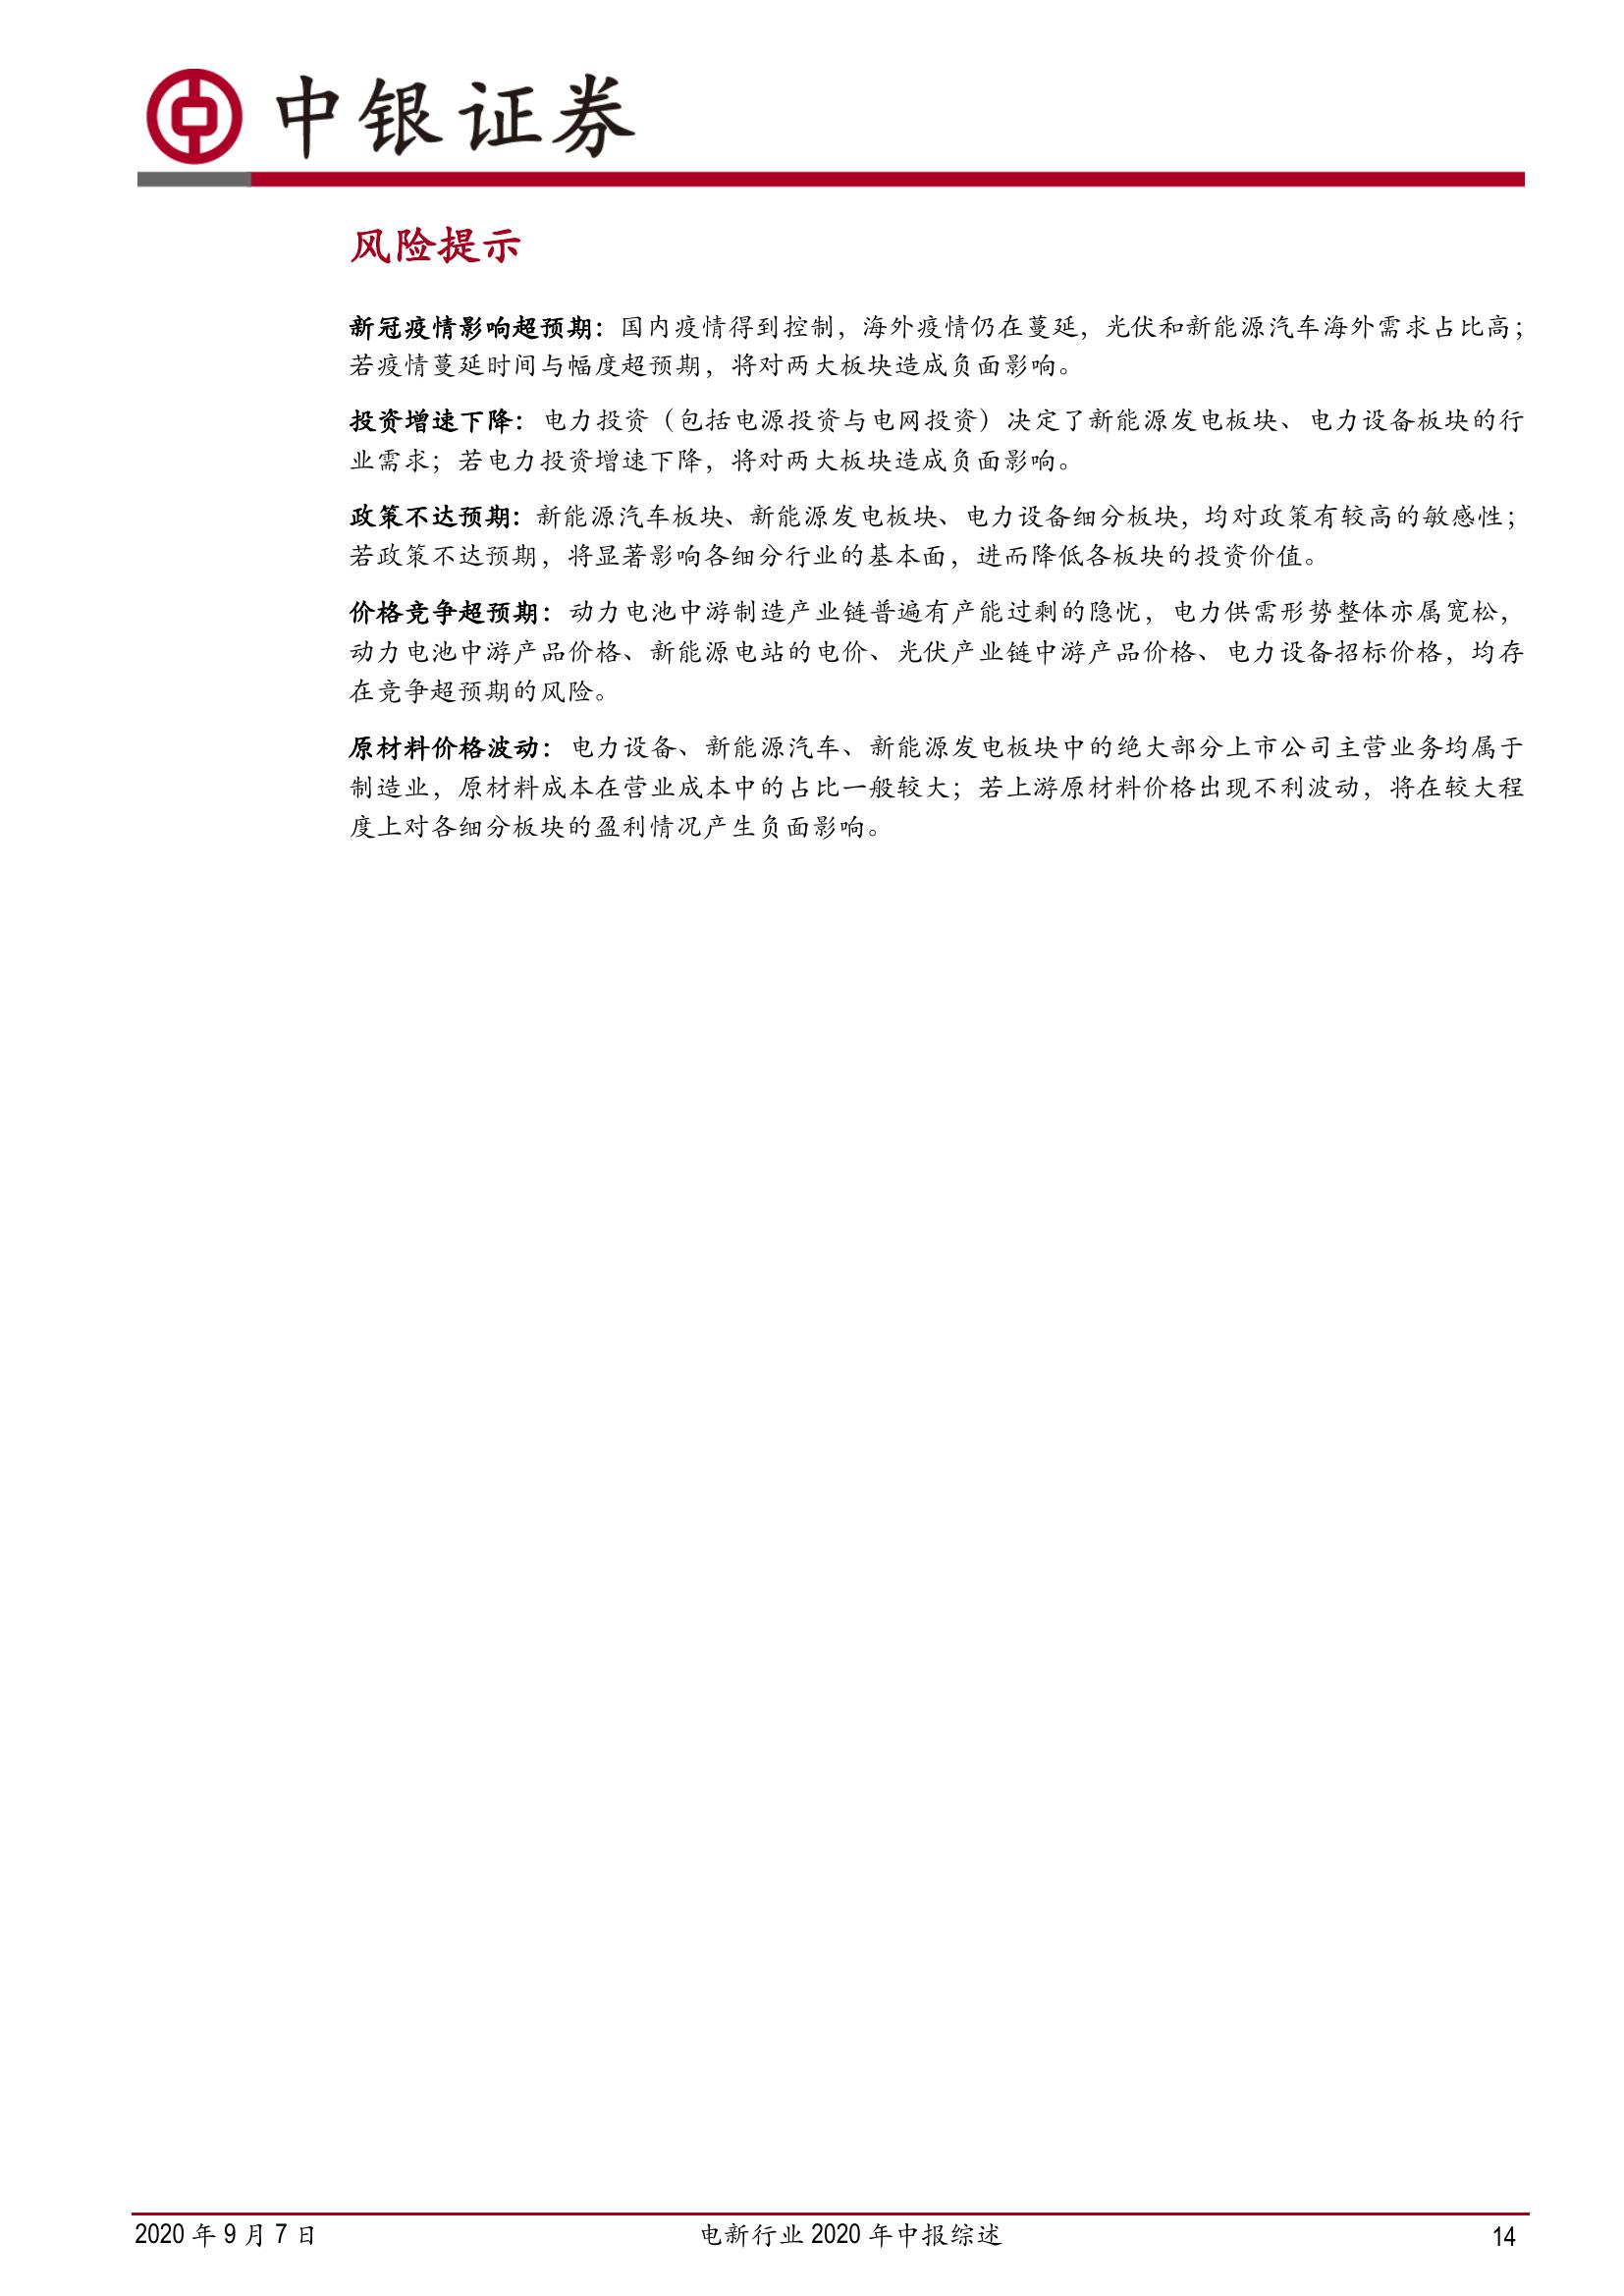 中银证券
风险提示
新冠疫情影响超预期：国内疫情得到控制，海外疫情仍在蔓延，光伏和新能源汽车海外需求占比高；
若疫情蔓延时间与幅度超预期，将对两大板块造成负面影响。
投资增速下降：电力投资（包括电源投资与电网投资）决定了新能源发电板块、电力设备板块的行
业需求；若电力投资增速下降，将对两大板块造成负面影响。
政策不达预期：新能源汽车板块、新能源发电板块、电力设备细分板块，均对政策有较高的敏感性；
若政策不达预期，将显著影响各细分行业的基本面，进而降低各板块的投资价值。
价格竞争超预期：动力电池中游制造产业链普遍有产能过剩的隐忧，电力供需形势整体亦属宽松，
动力电池中游产品价格、新能源电站的电价、光伏产业链中游产品价格、电力设备招标价格，均存
在竞争超预期的风险。
原材料价格波动：电力设备、新能源汽车、新能源发电板块中的绝大部分上市公司主营业务均属于
制造业，原材料成本在营业成本中的占比一般较大；若上游原材料价格出现不利波动，将在较大程
度上对各细分板块的盈利情况产生负面影响。
2020 年 9 月 7 日 电新行业 2020 年中报综述 14